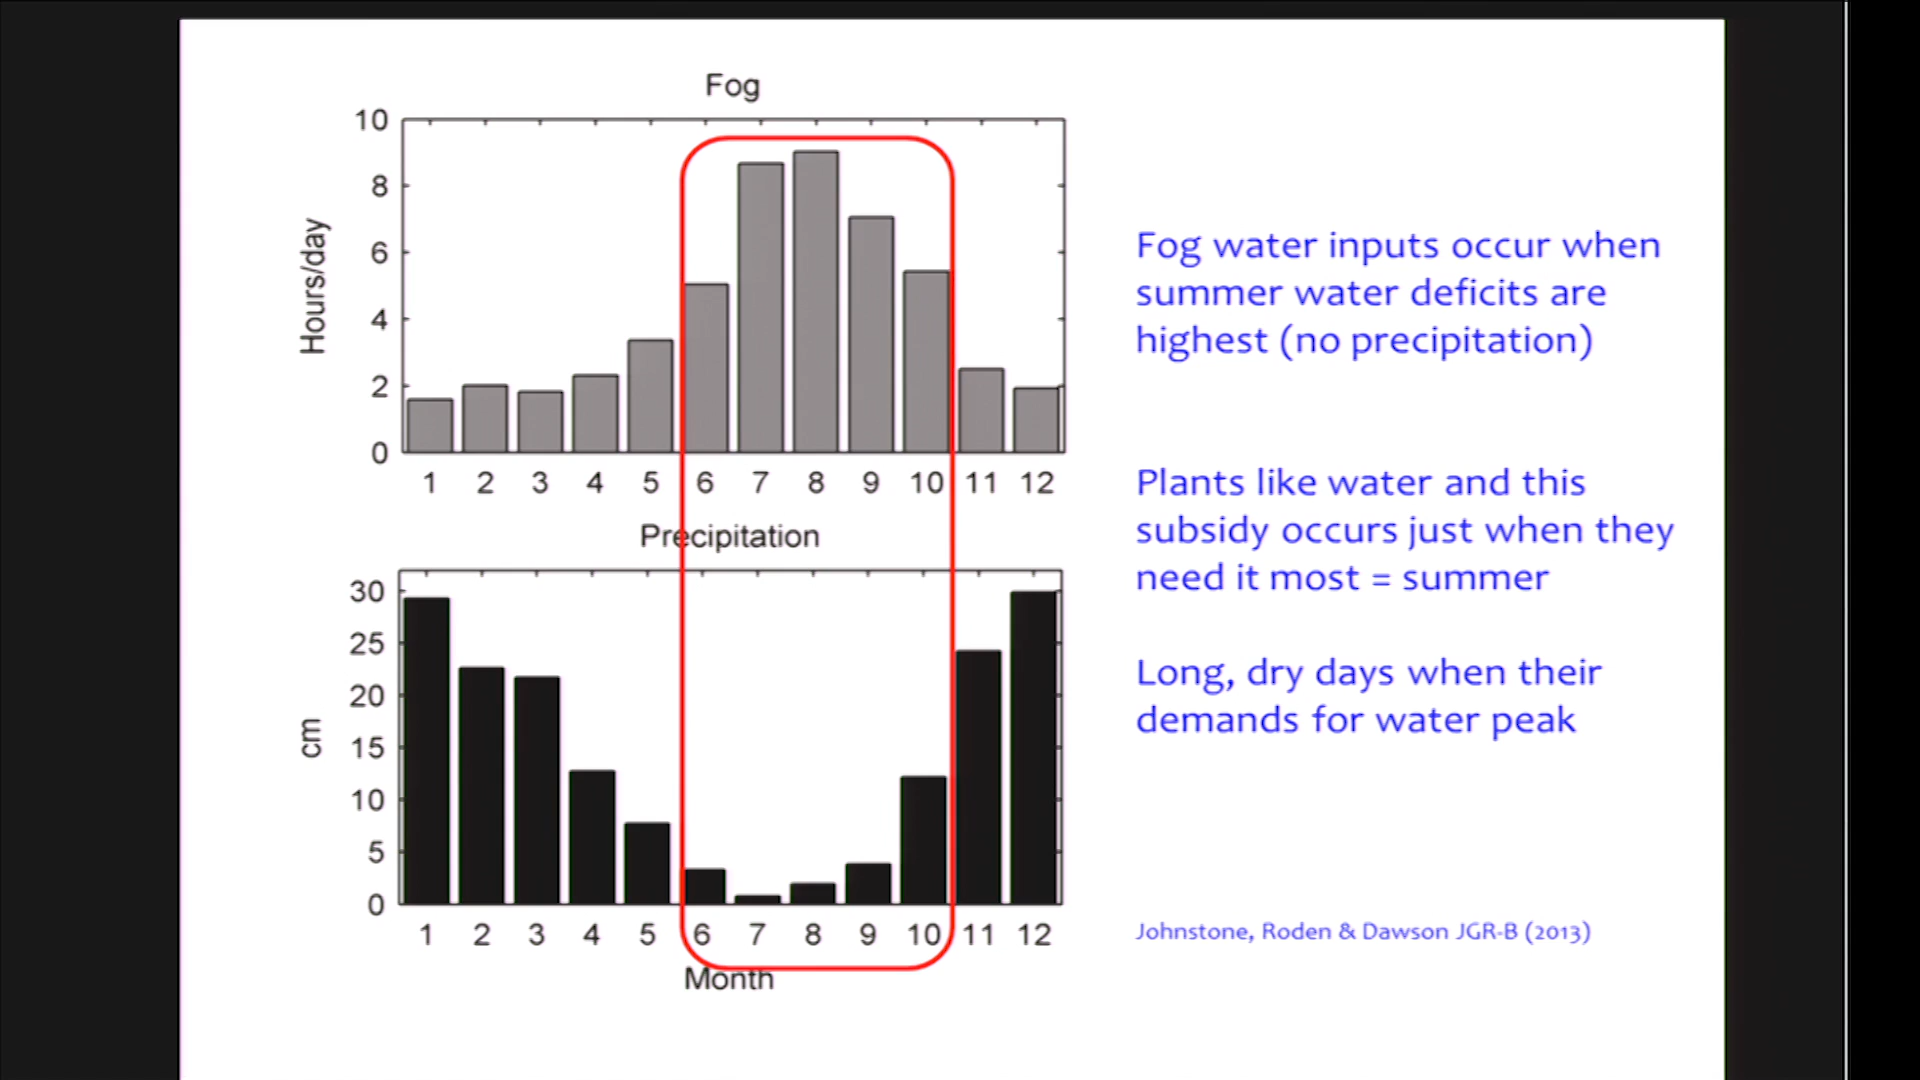 Fog
10
8
6
4
2
0
Hours/day
1 2 3 4 5 6 7 8 9 10 11 12
Precipitation
30
25
20
15
10
5
0
cm
1 2 3 4 5 6 7 8 9 10 11 12
Month
Fog water inputs occur when
summer water deficits are
highest (no precipitation)
Plants like water and this
subsidy occurs just when they
need it most = summer
Long, dry days when their
demands for water peak
Johnstone, Roden & Dawson JGR-B (2013)